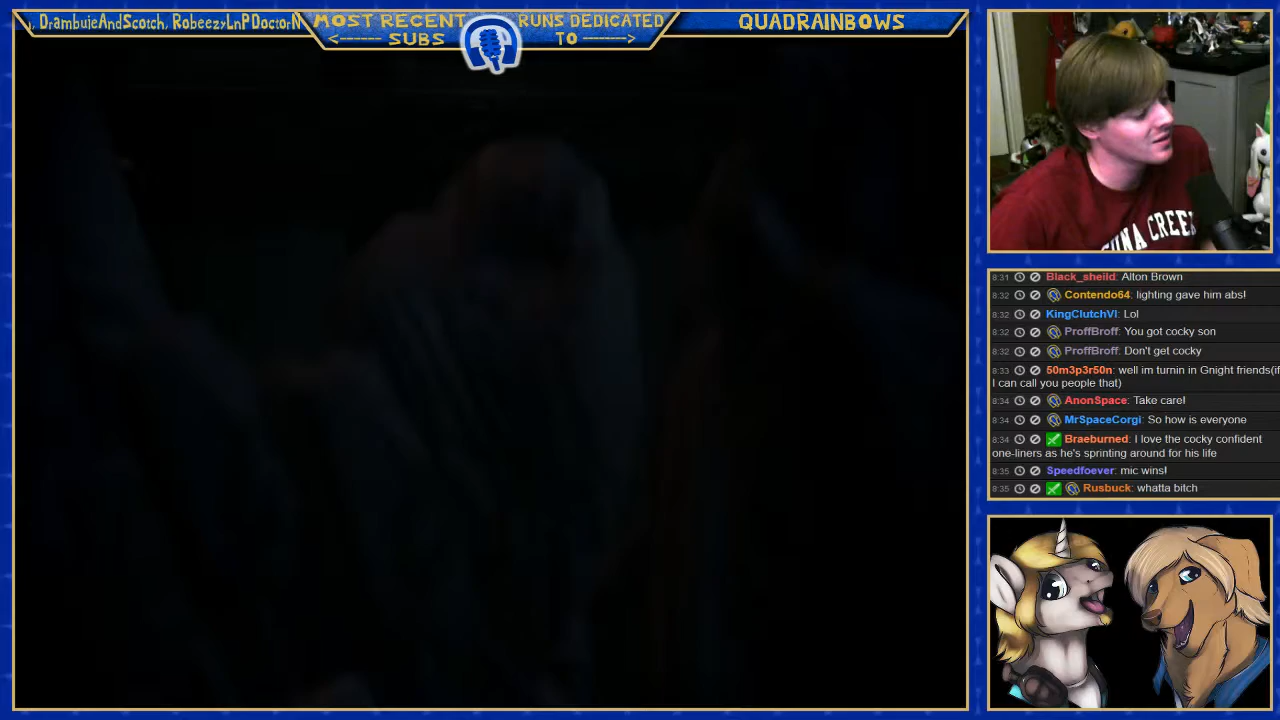 , DrambuieAndScotch, RobeezyLnPDoctorN
MOST RECENT
SUBS
<------
RUNS DEDICATED
TO ------>
QUADRAINBOWS
UNA CREE
8:31 Black_sheild: Alton Brown
8:32 Contendo64: lighting gave him abs!
8:32 KingClutchVI: Lol
8:32 ProffBroff: You got cocky son
8:32 ProffBroff: Don't get cocky
8:33 50m3p3r50n: well im turnin in Gnight friends(if
I can call you people that)
8:34 AnonSpace: Take care!
8:34 MrSpaceCorgi: So how is everyone
8:34 Braeburned: I love the cocky confident
one-liners as he's sprinting around for his life
8:35 Speedfoever: mic wins!
8:35 Rusbuck: whatta bitch